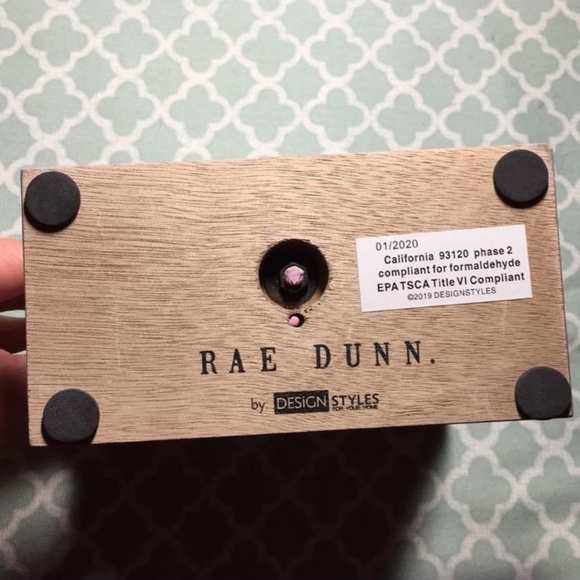 01/2020
California 93120 phase 2
compliant for formaldehyde
EPA TSCA Title VI Compliant
©2019 DESIGNSTYLES
RAE DUNN.
by DESIGN STYLES
FOR YOUR HOME